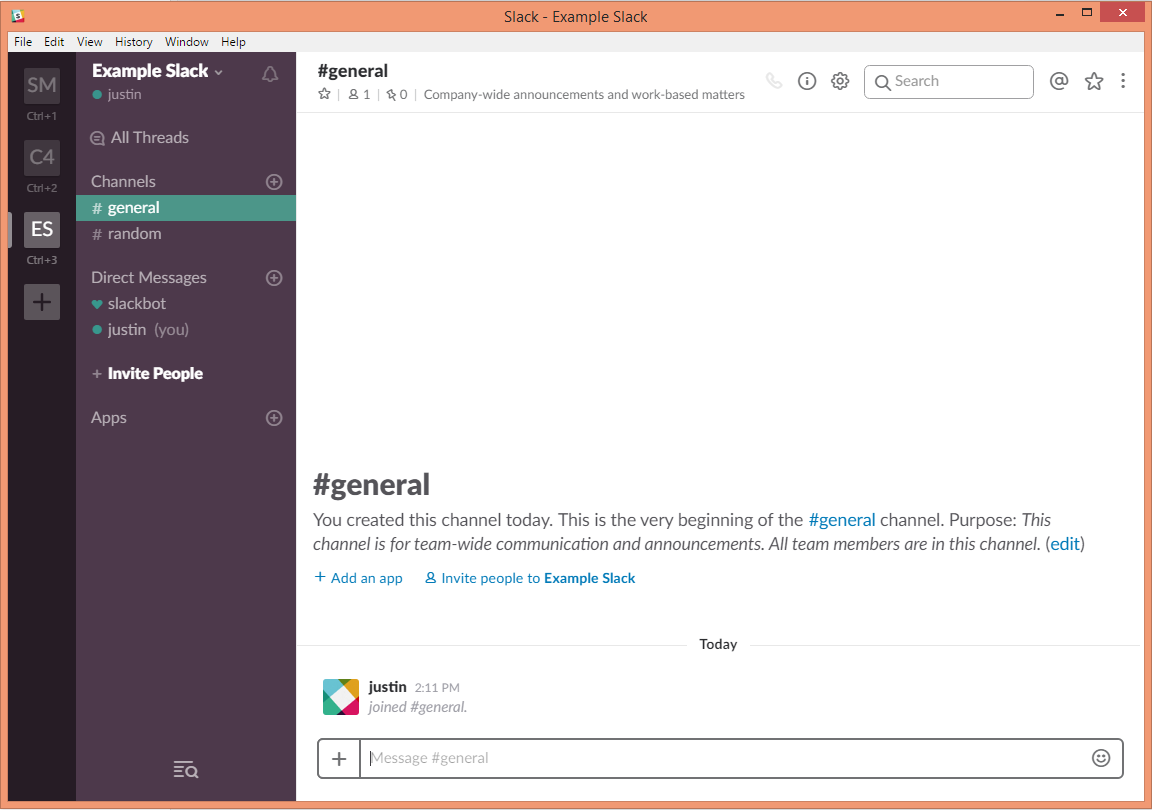 Slack - Example Slack
File Edit View History Window Help
SM
Ctrl+1
C4
Ctrl+2
ES
Ctrl+3
Example Slack
justin
All Threads
Channels
# general
# random
Direct Messages
slackbot
justin (you)
+ Invite People
Apps
#general
1 0 Company-wide announcements and work-based matters
Search
#general
You created this channel today. This is the very beginning of the #general channel. Purpose: This
channel is for team-wide communication and announcements. All team members are in this channel. (edit)
+ Add an app Invite people to Example Slack
Today
justin 2:11 PM
joined #general.
Message #general